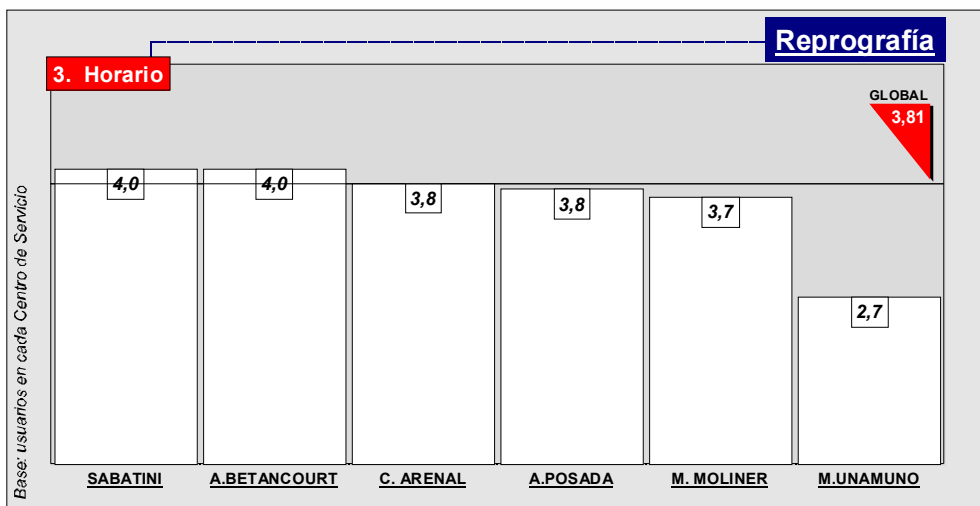 Reprografía
3. Horario
GLOBAL
3,81
4,0
4,0
3,8
3,8
3,7
2,7
Base: usuarios en cada Centro de Servicio
SABATINI
A.BETANCOURT
C. ARENAL
A.POSADA
M. MOLINER
M.UNAMUNO